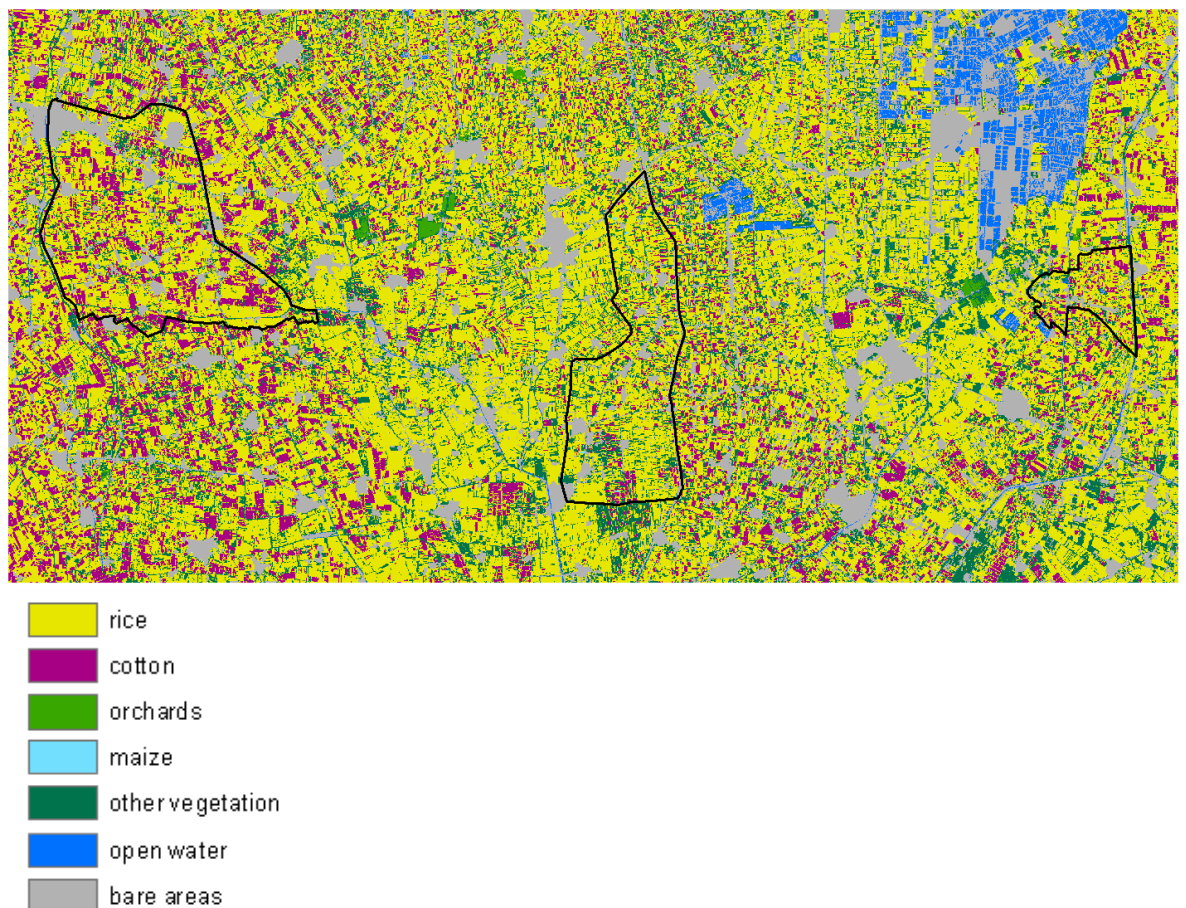 rice
cotton
orchards
maize
other vegetation
open water
bare areas